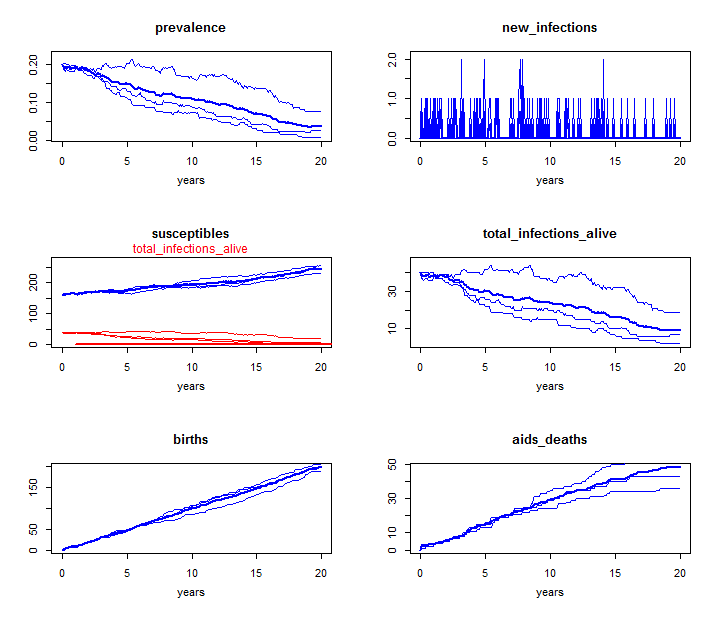 prevalence
0.00 0.10 0.20
0 5 10 15 20
years
new_infections
0.0 1.0 2.0
0 5 10 15 20
years
susceptibles
total_infections_alive
0 100 200
0 5 10 15 20
years
total_infections_alive
10 30
0 5 10 15 20
years
births
0 50 150
0 5 10 15 20
years
aids_deaths
0 10 30 50
0 5 10 15 20
years